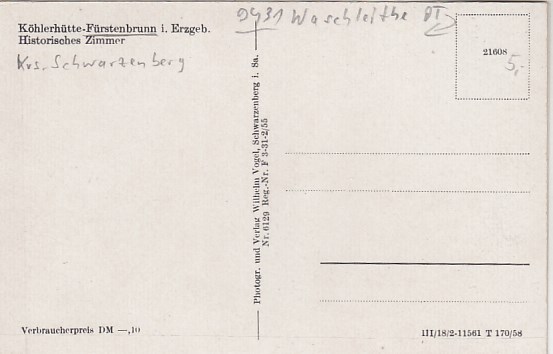 9431 Waschleithe OT
Köhlerhütte-Fürstenbrunn i. Erzgeb.
Historisches Zimmer
Krs. Schwarzenberg
21608
5,-
Photogr. und Verlag Wilhelm Vogel, Schwarzenberg i. Sa.
Nr. 6129 Reg.-Nr. F 3-31-2/55
Verbraucherpreis DM —,10
III/18/2-11561 T 170/58